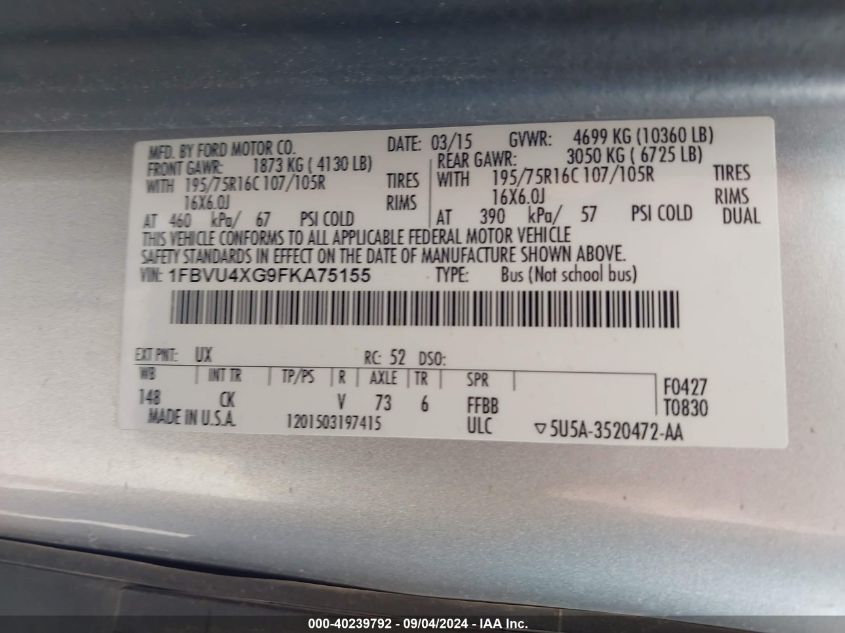 MFD. BY FORD MOTOR CO. DATE: 03/15 GVWR: 4699 KG (10360 LB)
FRONT GAWR: 1873 KG ( 4130 LB) REAR GAWR: 3050 KG ( 6725 LB)
WITH 195/75R16C 107/105R TIRES WITH 195/75R16C 107/105R TIRES
16X6.0J RIMS 16X6.0J RIMS
AT 460 kPa/ 67 PSI COLD AT 390 kPa/ 57 PSI COLD DUAL
THIS VEHICLE CONFORMS TO ALL APPLICABLE FEDERAL MOTOR VEHICLE
SAFETY STANDARDS IN EFFECT ON THE DATE OF MANUFACTURE SHOWN ABOVE.
VIN: 1FBVU4XG9FKA75155 TYPE: Bus (Not school bus)
EXT PNT: UX RC: 52 DSO:
WB INT TR TP/PS R AXLE TR SPR F0427
148 CK V 73 6 FFBB T0830
MADE IN U.S.A. 1201503197415 ULC ▽5U5A-3520472-AA
000-40239792 - 09/04/2024 - IAA Inc.